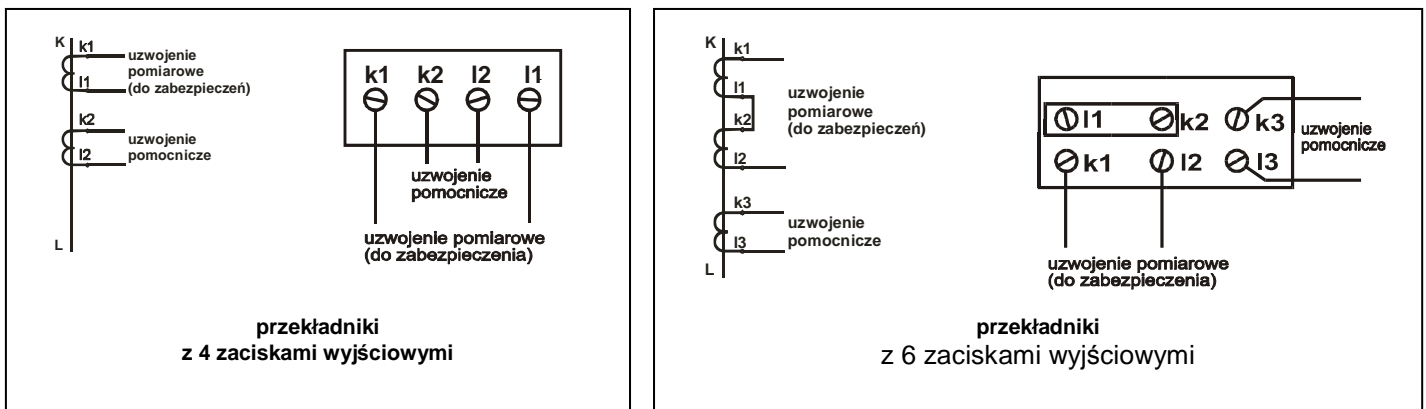 K
k1
uzwojenie
pomiarowe
(do zabezpieczeń)
l1
k2
uzwojenie
pomocnicze
l2
L
k1 k2 l2 l1
uzwojenie
pomocnicze
uzwojenie pomiarowe
(do zabezpieczenia)
przekładniki
z 4 zaciskami wyjściowymi
K
k1
l1
uzwojenie
pomiarowe
(do zabezpieczeń)
k2
l2
k3
uzwojenie
pomocnicze
l3
L
l1 k2 k3
k1 l2 l3
uzwojenie
pomocnicze
uzwojenie pomiarowe
(do zabezpieczenia)
przekładniki
z 6 zaciskami wyjściowymi